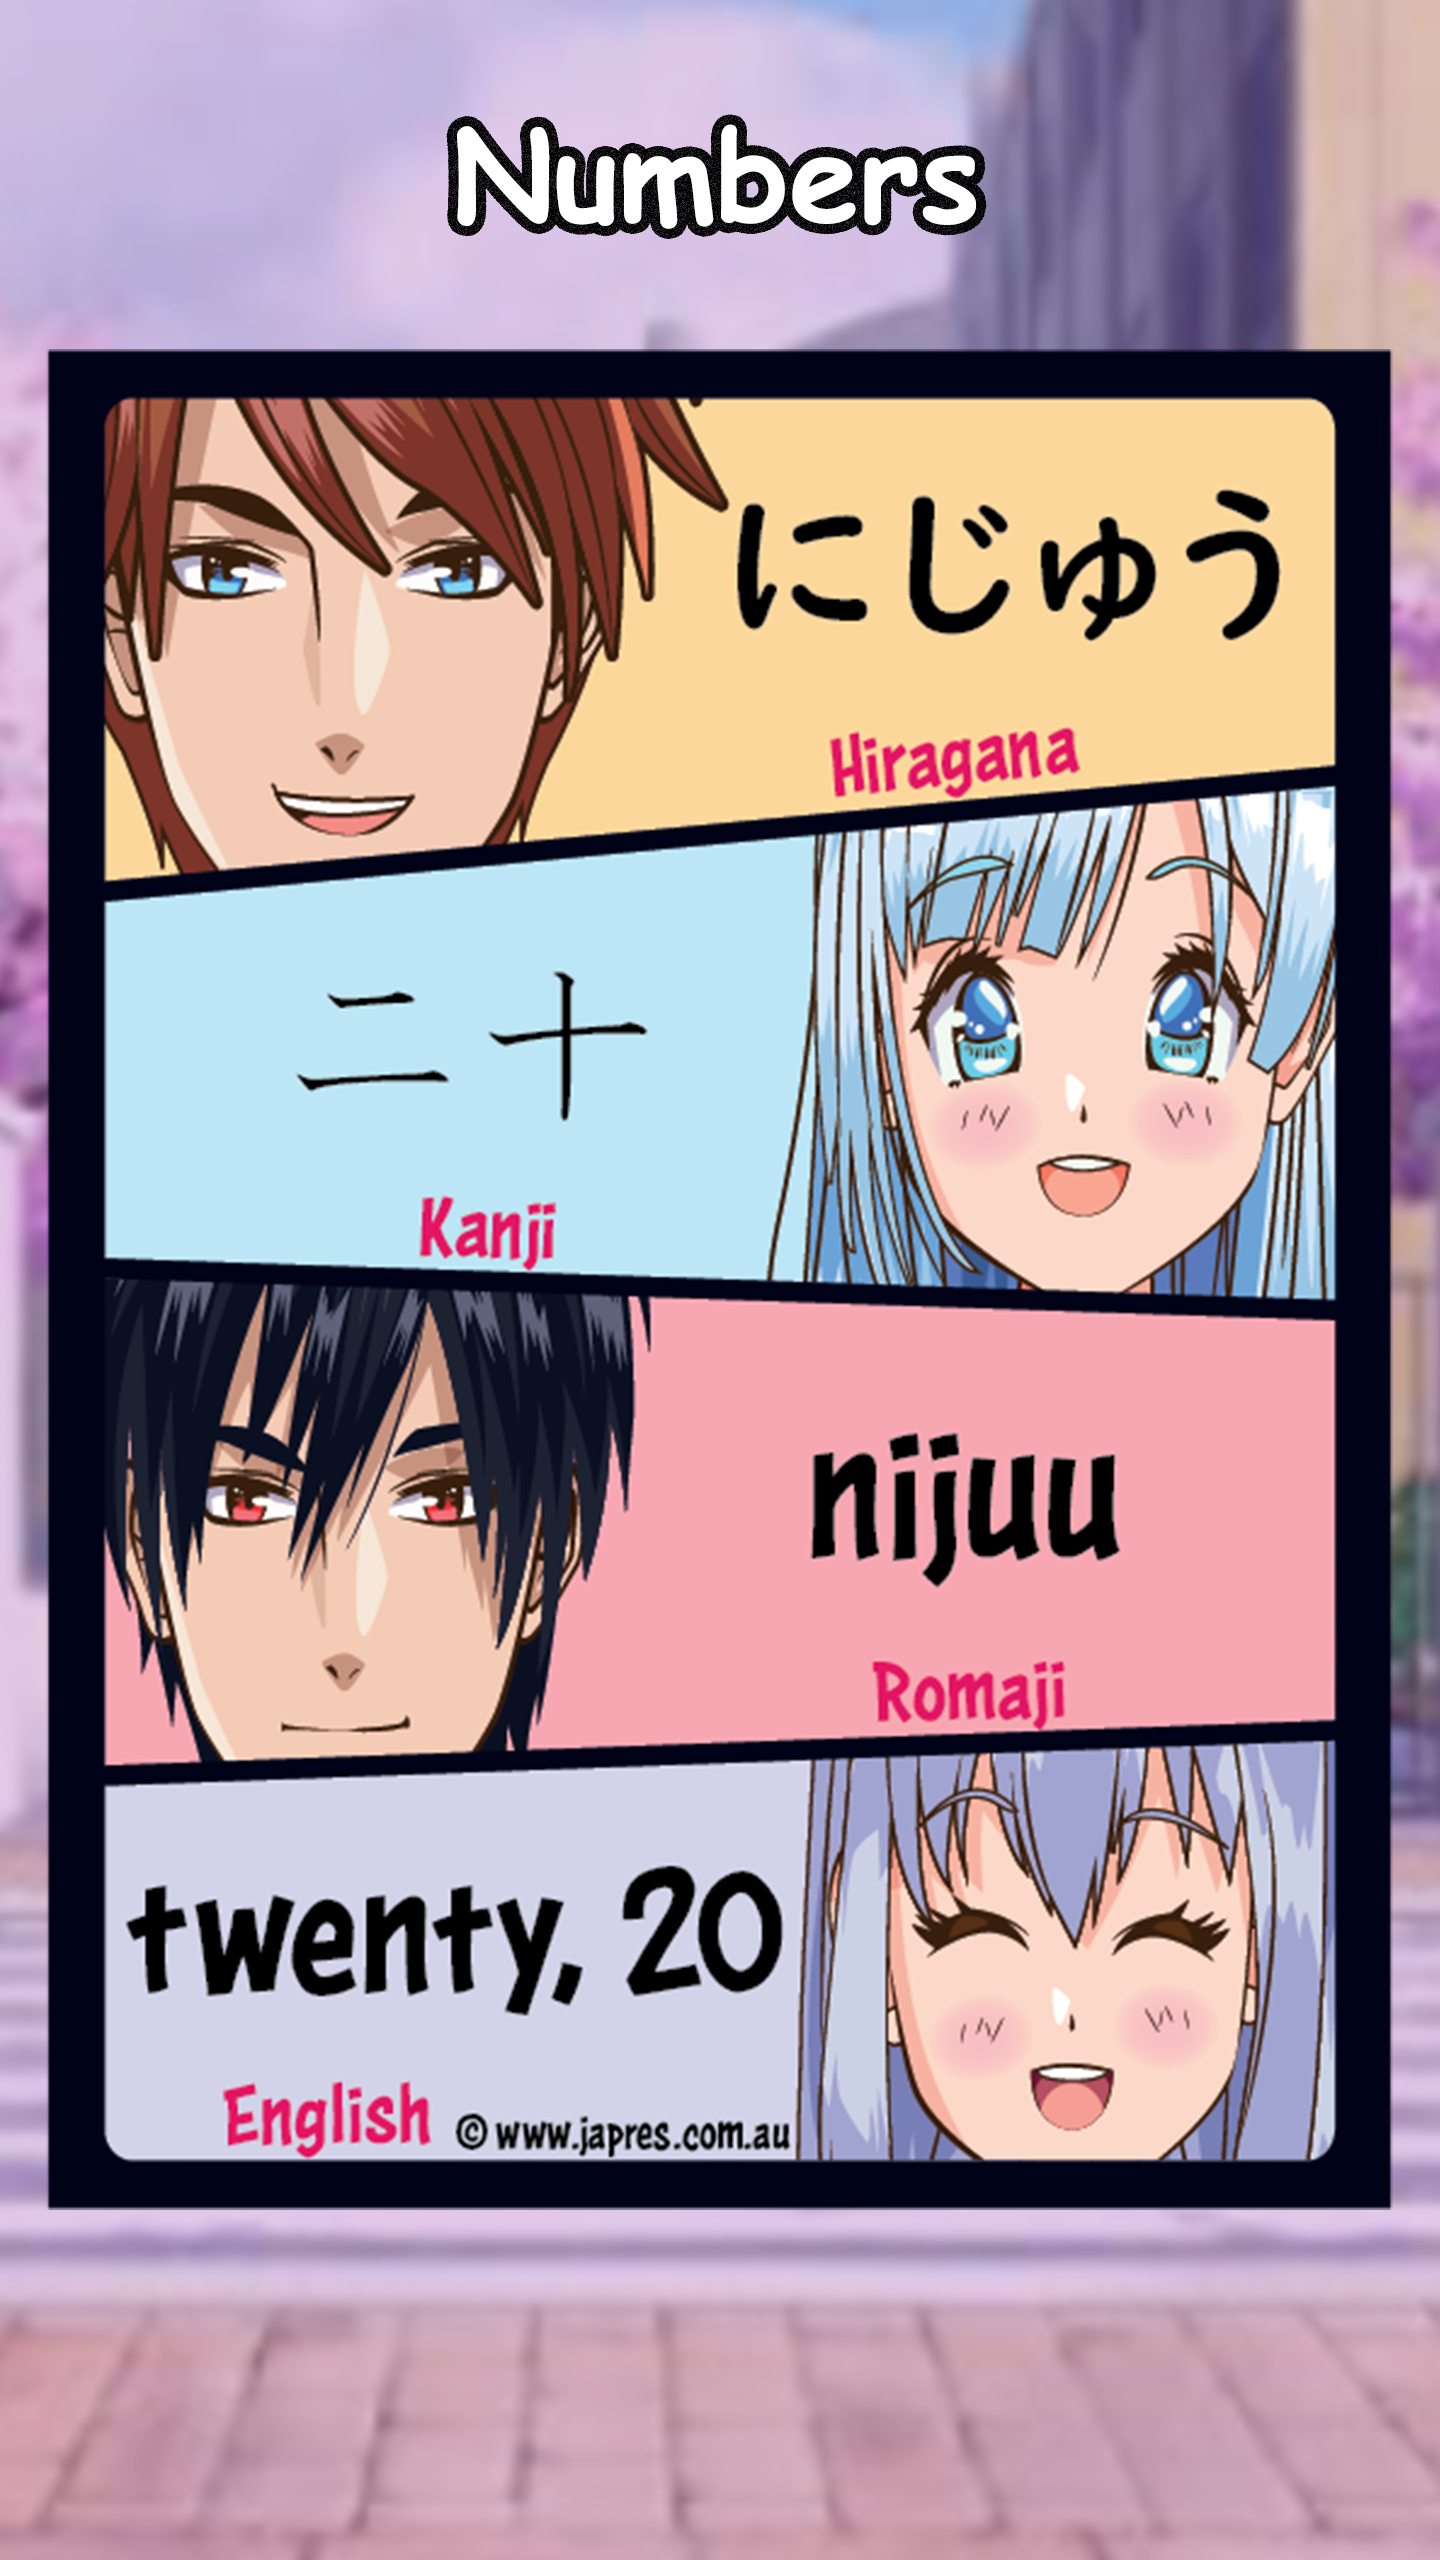 Numbers
にじゅう
Hiragana
二十
Kanji
nijuu
Romaji
twenty, 20
English
© www.japres.com.au